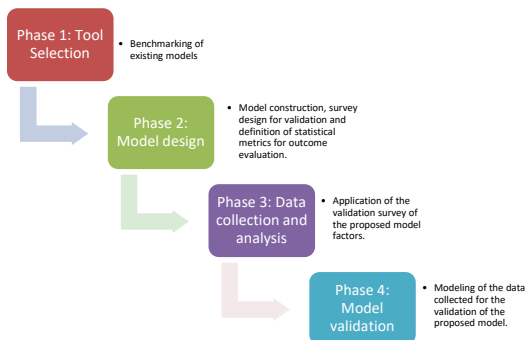 Phase 1: Tool
Selection
• Benchmarking of
existing models
Phase 2:
Model design
• Model construction, survey
design for validation and
definition of statistical
metrics for outcome
evaluation.
Phase 3: Data
collection and
analysis
• Application of the
validation survey of
the proposed model
factors.
Phase 4:
Model
validation
• Modeling of the data
collected for the
validation of the
proposed model.